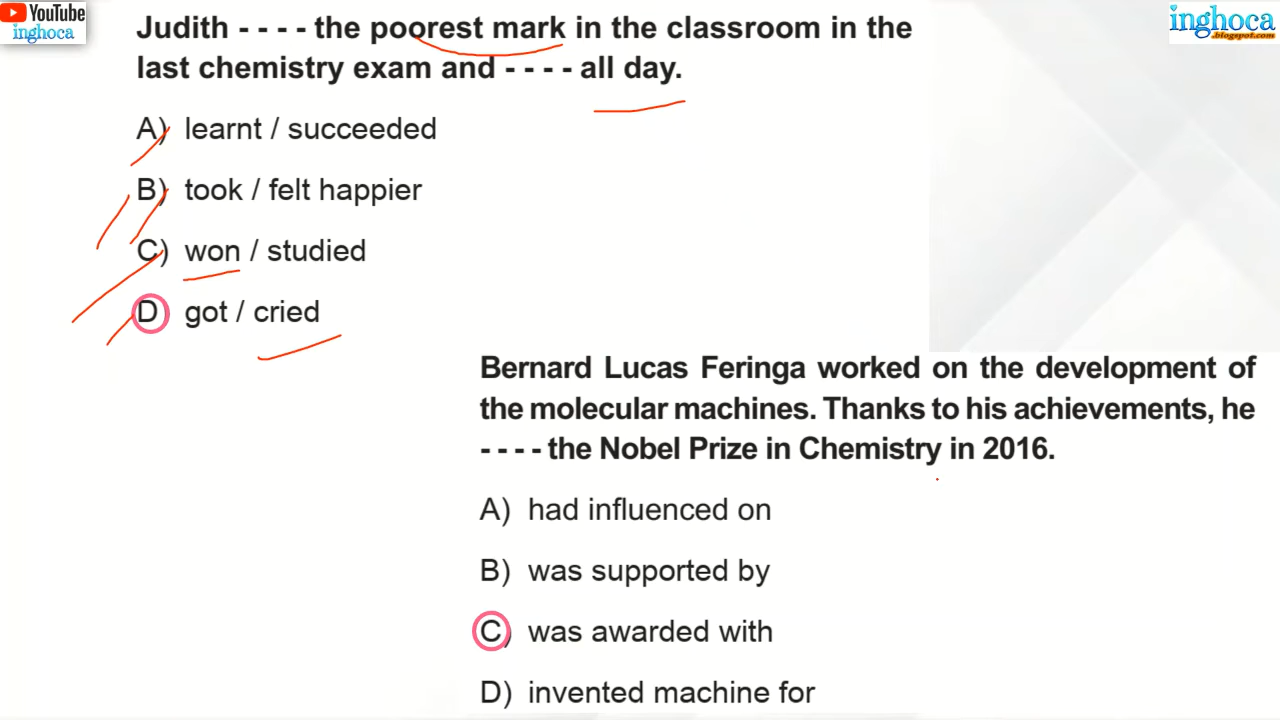 YouTube
inghoca
inghoca
.blogspot.com
Judith - - - - the poorest mark in the classroom in the
last chemistry exam and - - - - all day.
A) learnt / succeeded
B) took / felt happier
C) won / studied
D got / cried
Bernard Lucas Feringa worked on the development of
the molecular machines. Thanks to his achievements, he
- - - - the Nobel Prize in Chemistry in 2016.
A) had influenced on
B) was supported by
C) was awarded with
D) invented machine for